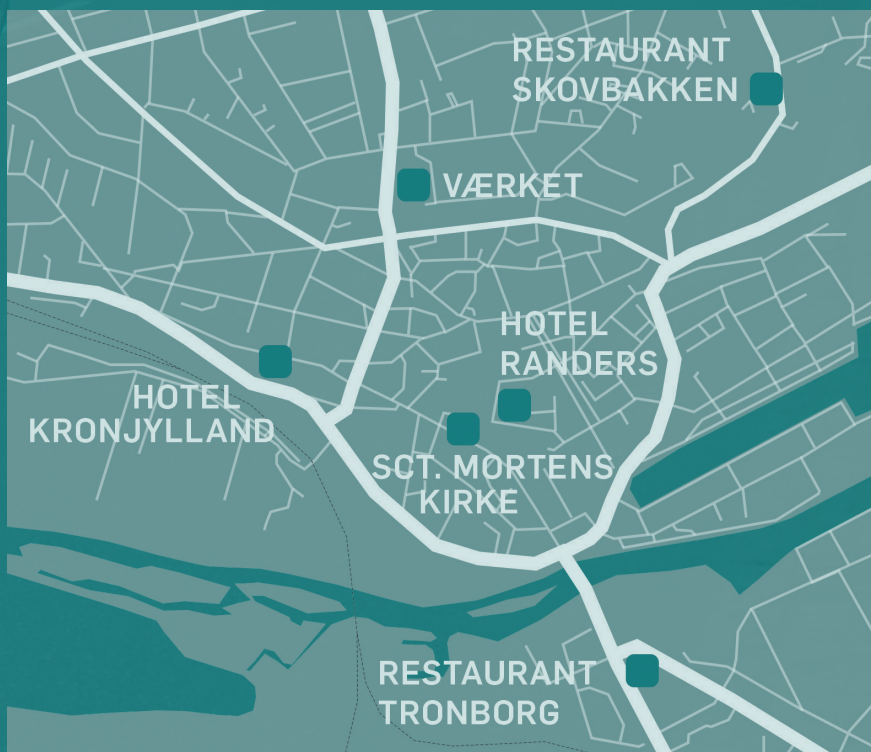 RESTAURANT
SKOVBAKKEN
VÆRKET
HOTEL
RANDERS
HOTEL
KRONJYLLAND
SCT. MORTENS
KIRKE
RESTAURANT
TRONBORG